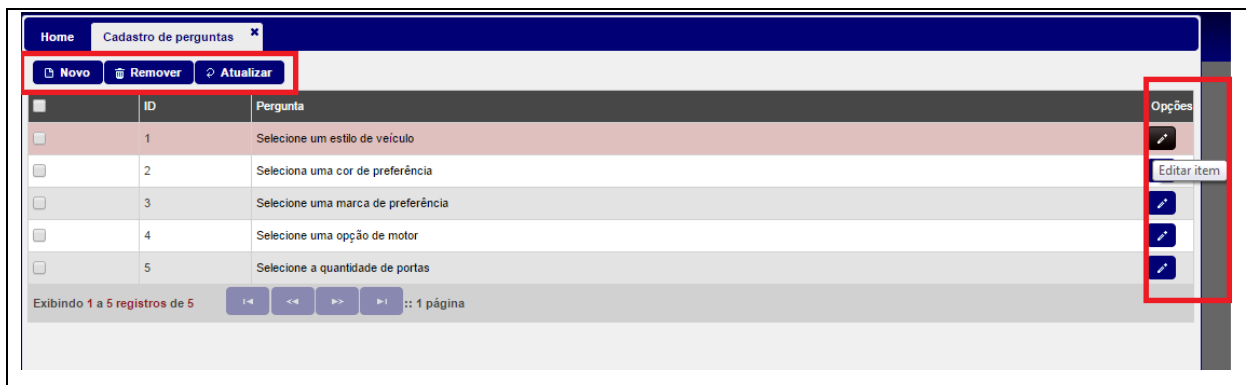 Home Cadastro de perguntas ×
Novo Remover Atualizar
ID Pergunta Opções
1 Selecione um estilo de veículo
2 Seleciona uma cor de preferência
Editar item
3 Selecione uma marca de preferência
4 Selecione uma opção de motor
5 Selecione a quantidade de portas
Exibindo 1 a 5 registros de 5 :: 1 página